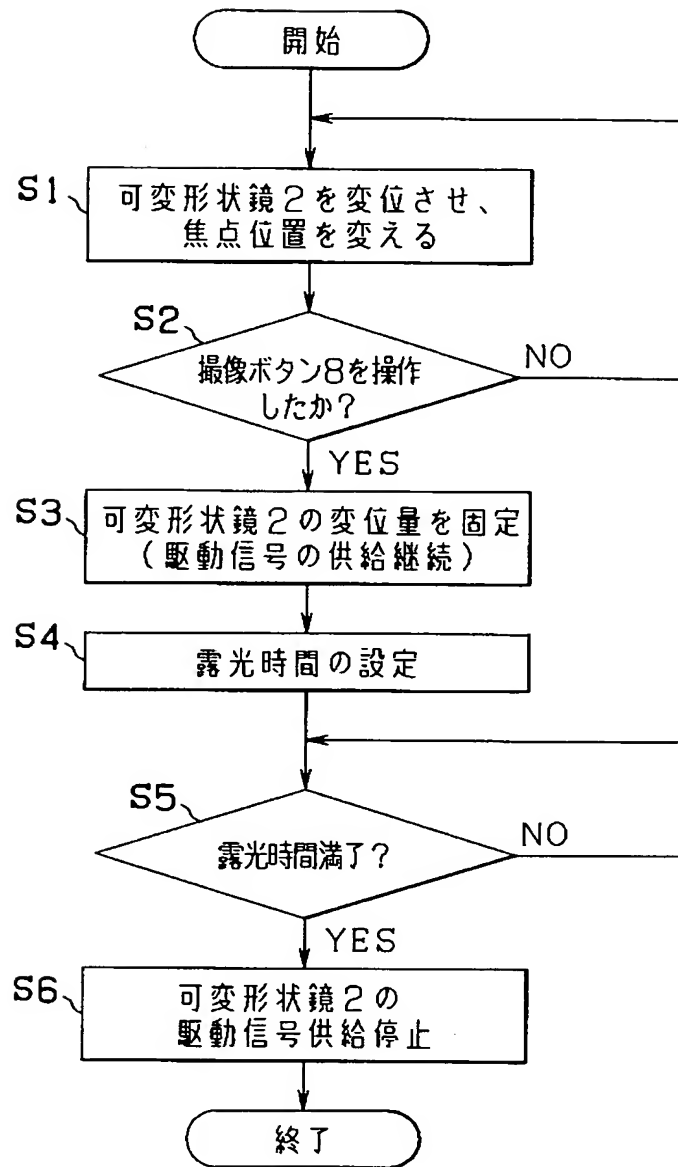 開始
S1
可変形状鏡2を変位させ、
焦点位置を変える
S2
撮像ボタン8を操作
したか?
NO
YES
S3
可変形状鏡2の変位量を固定
(駆動信号の供給継続)
S4
露光時間の設定
S5
露光時間満了?
NO
YES
S6
可変形状鏡2の
駆動信号供給停止
終了